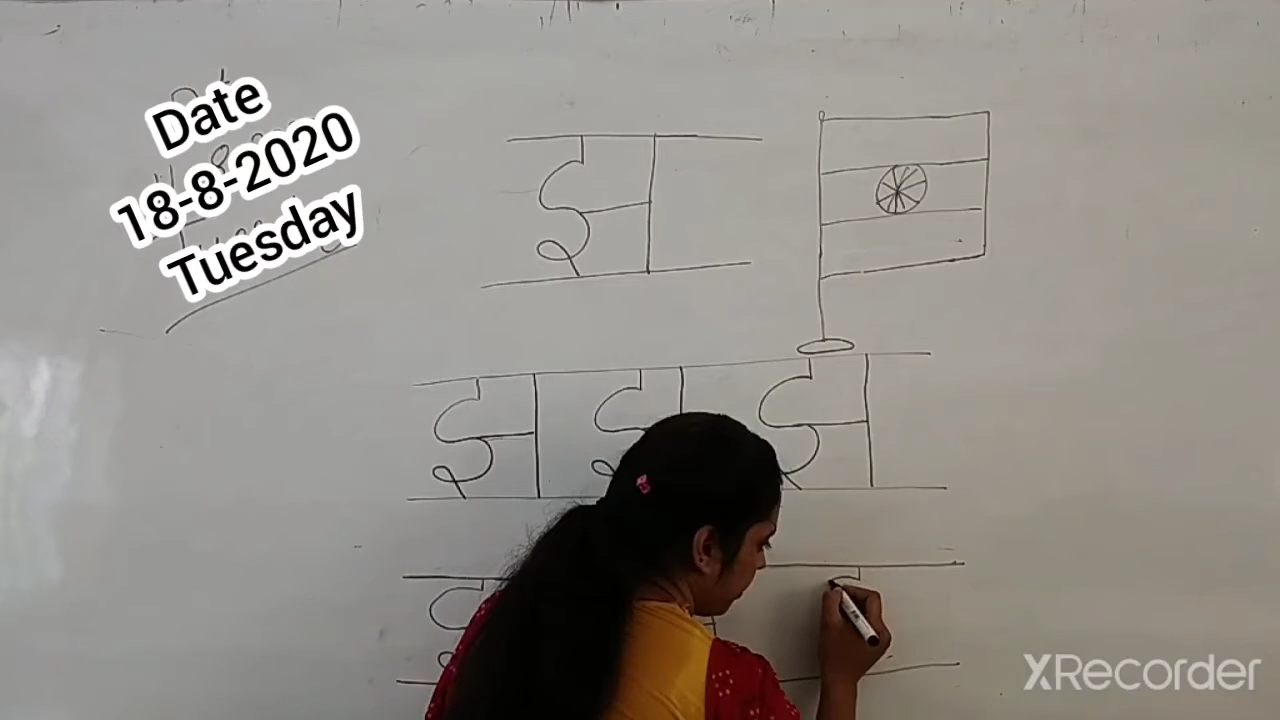 Date
18-8-2020
Tuesday
झ
झ झ झ
XRecorder